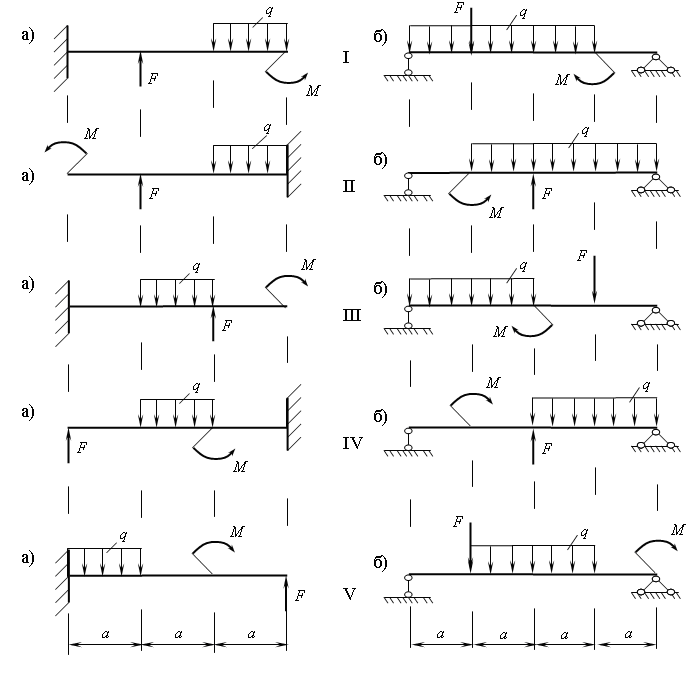 а) F q M I б) F q M
а) M F q II б) M F q
а) q F M III б) q M F
а) F q M IV б) M F q
а) q M F V б) F q M
a a a a a a a